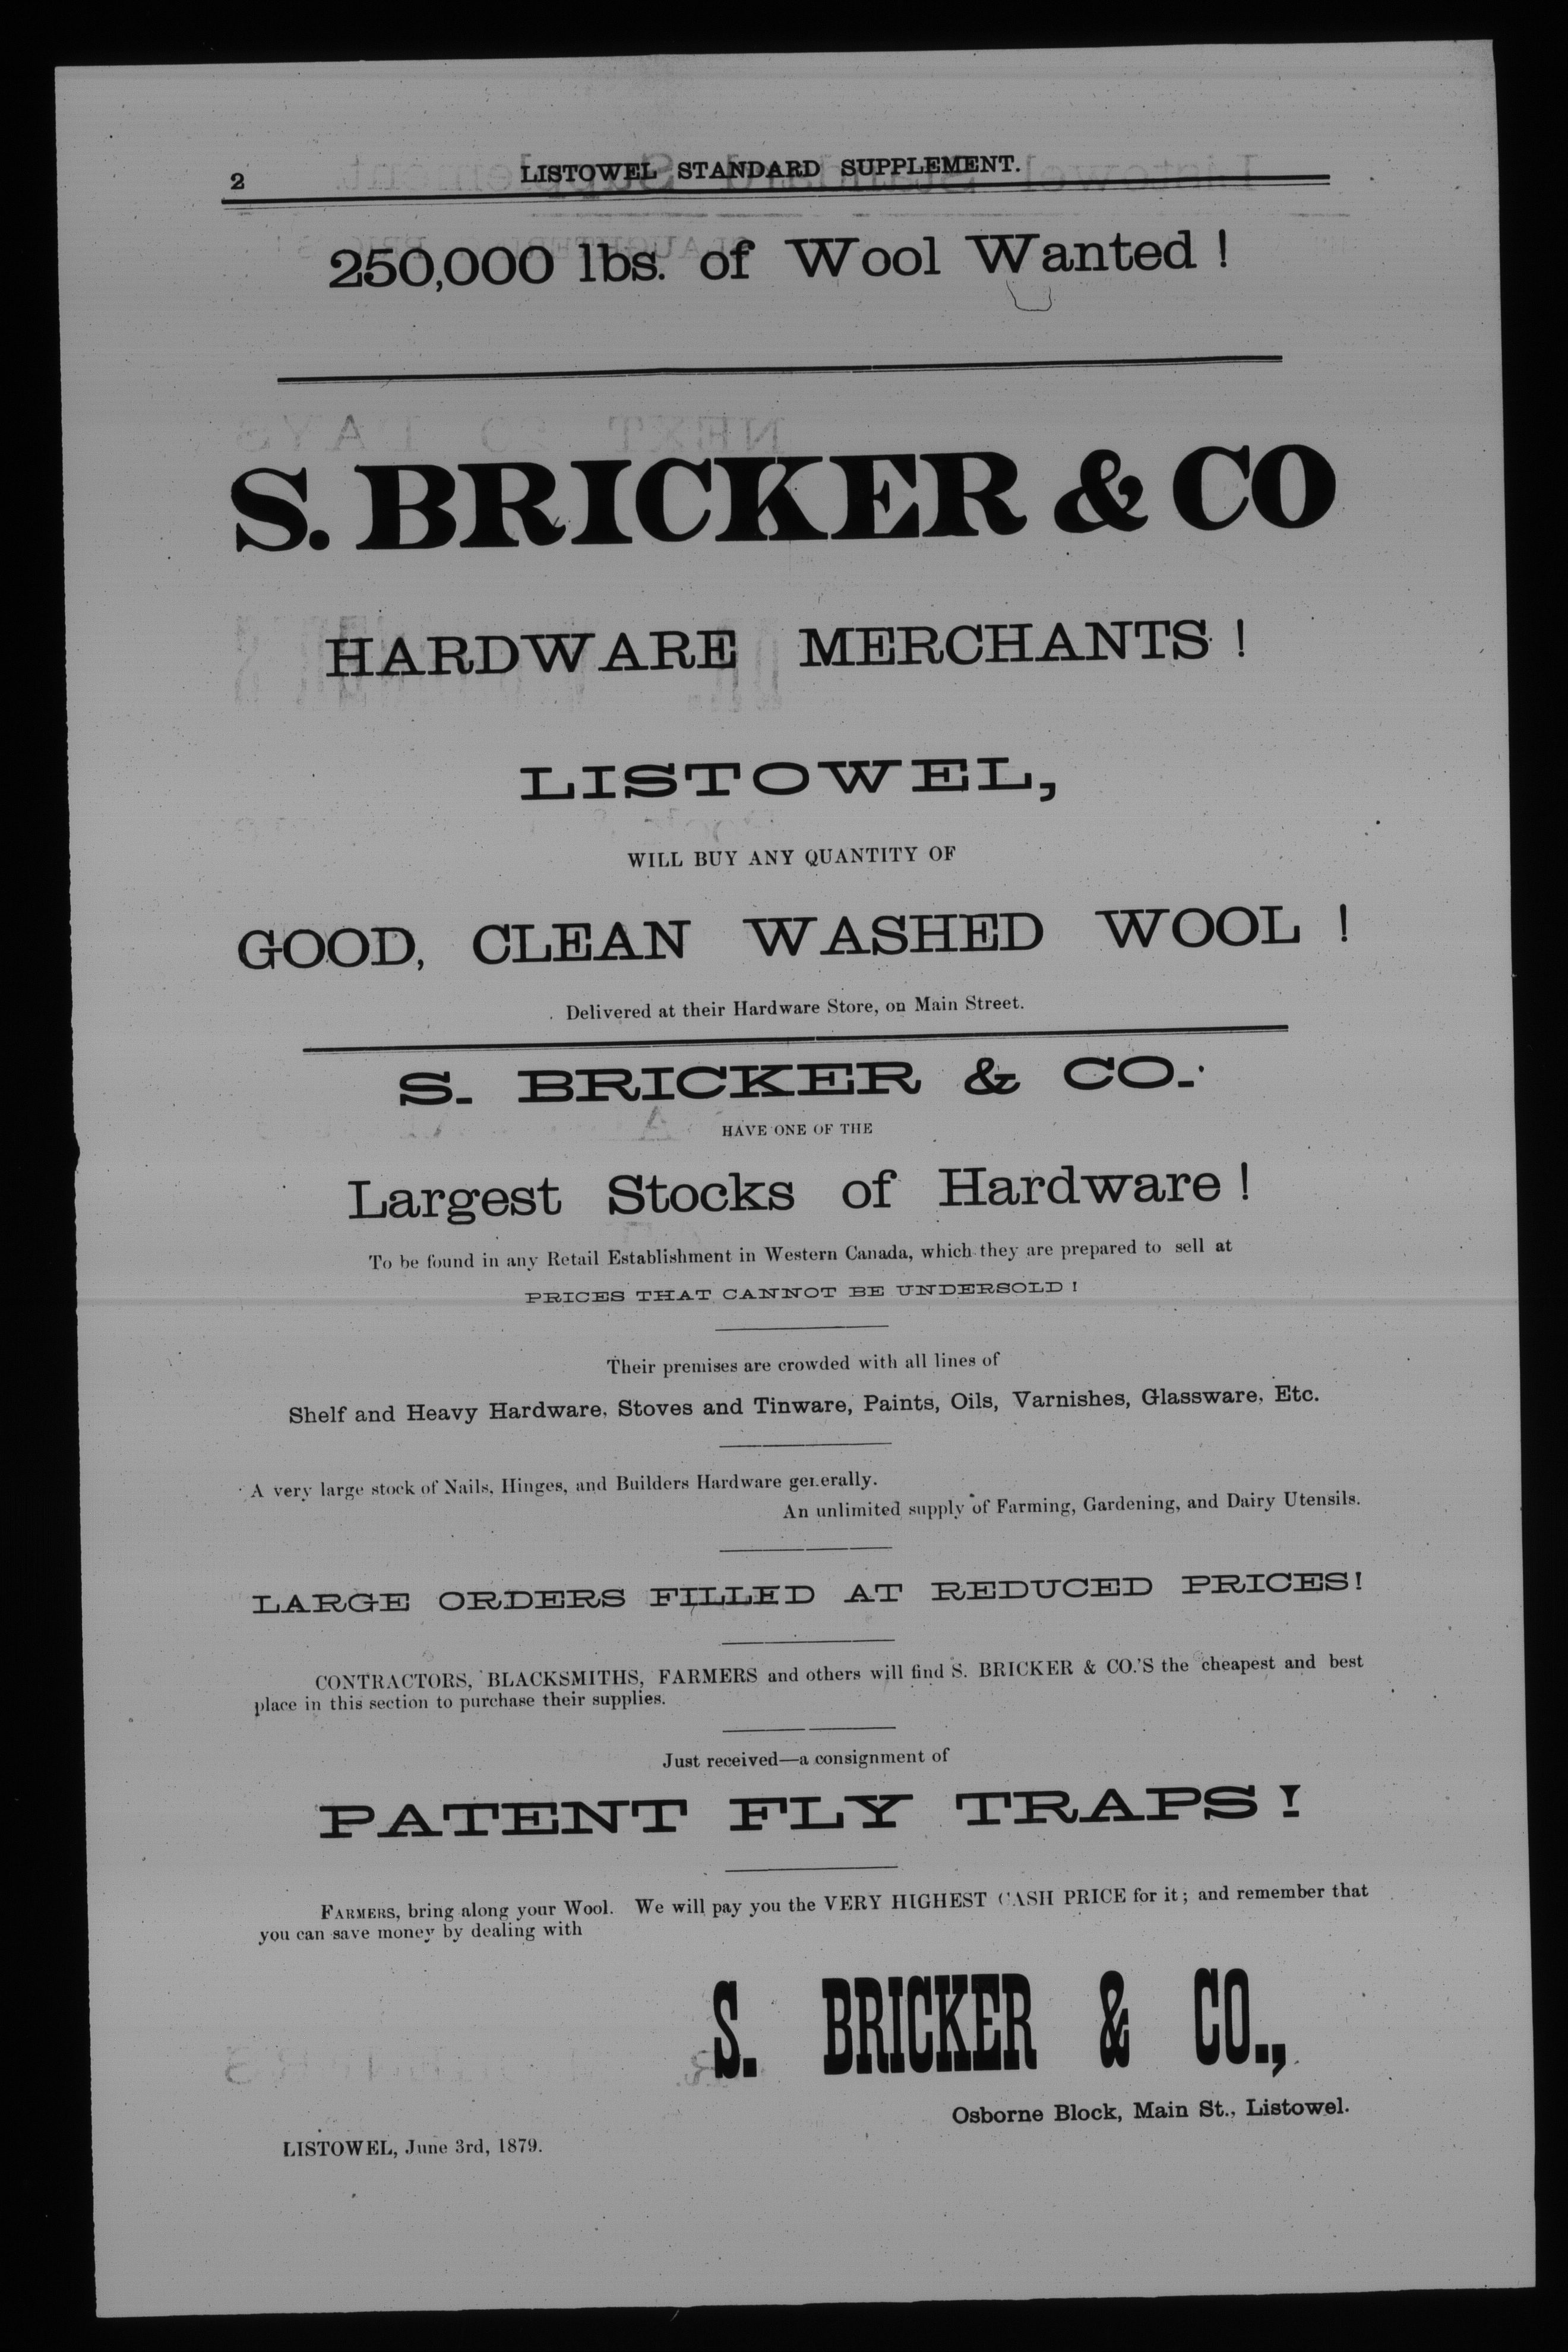 2
LISTOWEL STANDARD SUPPLEMENT.
250,000 lbs. of Wool Wanted !
S. BRICKER & CO
HARDWARE MERCHANTS !
LISTOWEL,
WILL BUY ANY QUANTITY OF
GOOD, CLEAN WASHED WOOL !
Delivered at their Hardware Store, on Main Street.
S. BRICKER & CO.
HAVE ONE OF THE
Largest Stocks of Hardware !
To be found in any Retail Establishment in Western Canada, which they are prepared to sell at
PRICES THAT CANNOT BE UNDERSOLD !
Their premises are crowded with all lines of
Shelf and Heavy Hardware, Stoves and Tinware, Paints, Oils, Varnishes, Glassware, Etc.
A very large stock of Nails, Hinges, and Builders Hardware generally.
An unlimited supply of Farming, Gardening, and Dairy Utensils.
LARGE ORDERS FILLED AT REDUCED PRICES!
CONTRACTORS, BLACKSMITHS, FARMERS and others will find S. BRICKER & CO.'S the cheapest and best
place in this section to purchase their supplies.
Just received—a consignment of
PATENT FLY TRAPS !
FARMERS, bring along your Wool. We will pay you the VERY HIGHEST CASH PRICE for it ; and remember that
you can save money by dealing with
S. BRICKER & CO.,
Osborne Block, Main St., Listowel.
LISTOWEL, June 3rd, 1879.